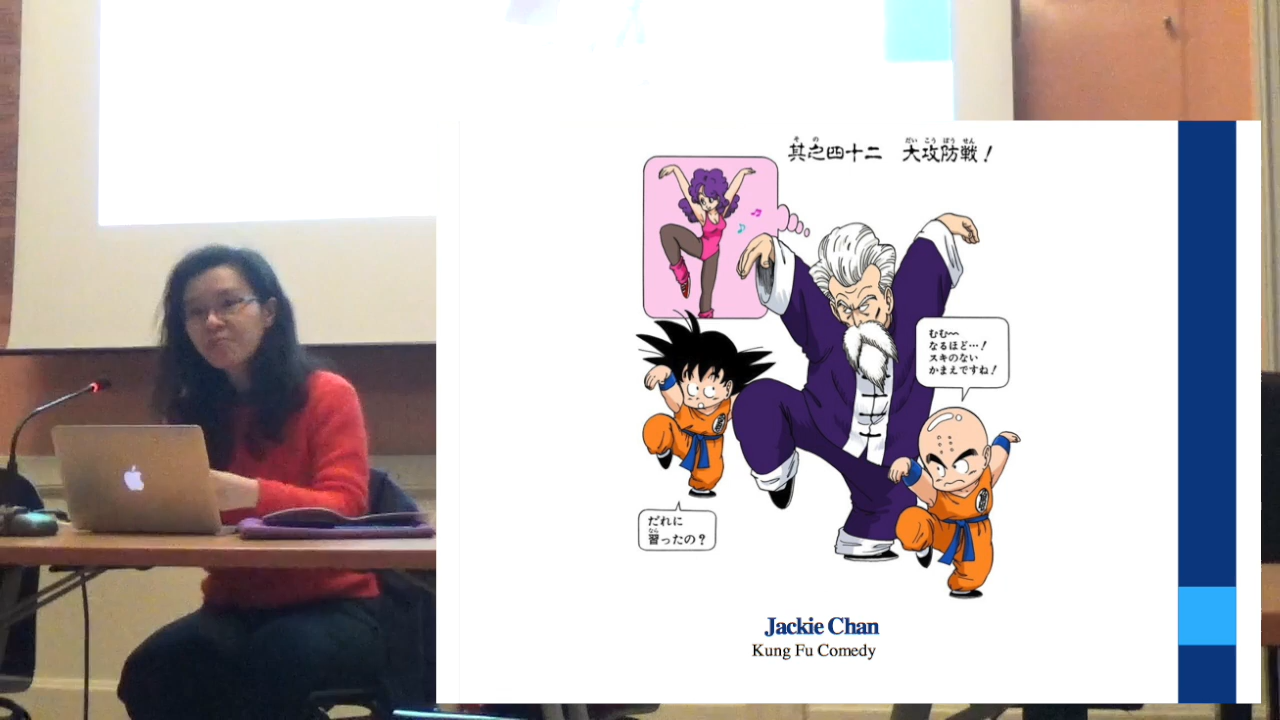 其之四十二 大攻防戦!
むむ〜
なるほど…!
スキのない
かまえですね!
だれに
習ったの?
Jackie Chan
Kung Fu Comedy